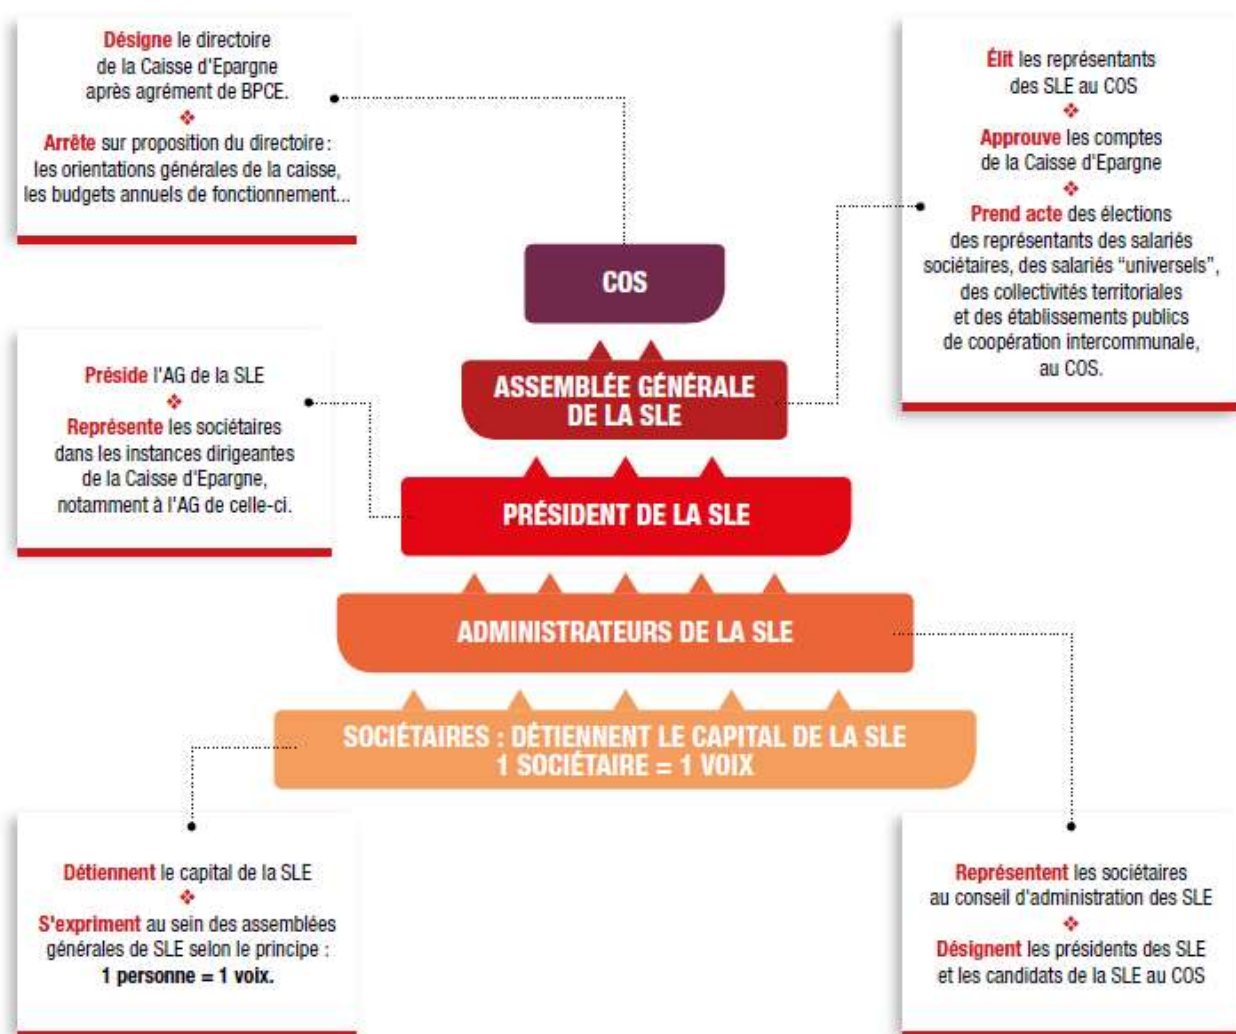 Désigne le directoire
de la Caisse d'Epargne
après agrément de BPCE.
❖
Arrête sur proposition du directoire :
les orientations générales de la caisse,
les budgets annuels de fonctionnement...
Élit les représentants
des SLE au COS
❖
Approuve les comptes
de la Caisse d'Epargne
❖
Prend acte des élections
des représentants des salariés
sociétaires, des salariés “universels”,
des collectivités territoriales
et des établissements publics
de coopération intercommunale,
au COS.
COS
ASSEMBLÉE GÉNÉRALE
DE LA SLE
Préside l'AG de la SLE
❖
Représente les sociétaires
dans les instances dirigeantes
de la Caisse d'Epargne,
notamment à l'AG de celle-ci.
PRÉSIDENT DE LA SLE
ADMINISTRATEURS DE LA SLE
SOCIÉTAIRES : DÉTIENNENT LE CAPITAL DE LA SLE
1 SOCIÉTAIRE = 1 VOIX
Détiennent le capital de la SLE
❖
S'expriment au sein des assemblées
générales de SLE selon le principe :
1 personne = 1 voix.
Représentent les sociétaires
au conseil d'administration des SLE
❖
Désignent les présidents des SLE
et les candidats de la SLE au COS